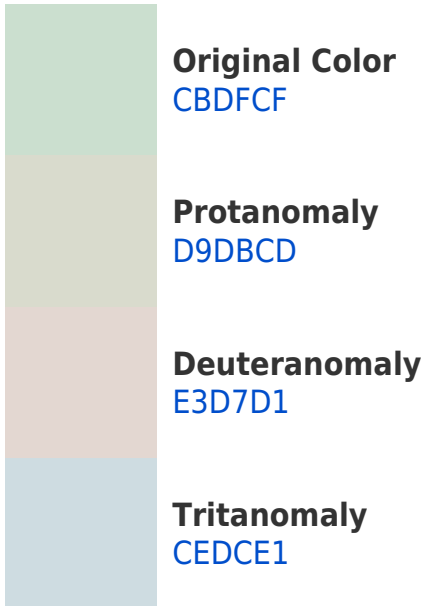 Original Color
CBDFCF
Protanomaly
D9DBCD
Deuteranomaly
E3D7D1
Tritanomaly
CEDCE1